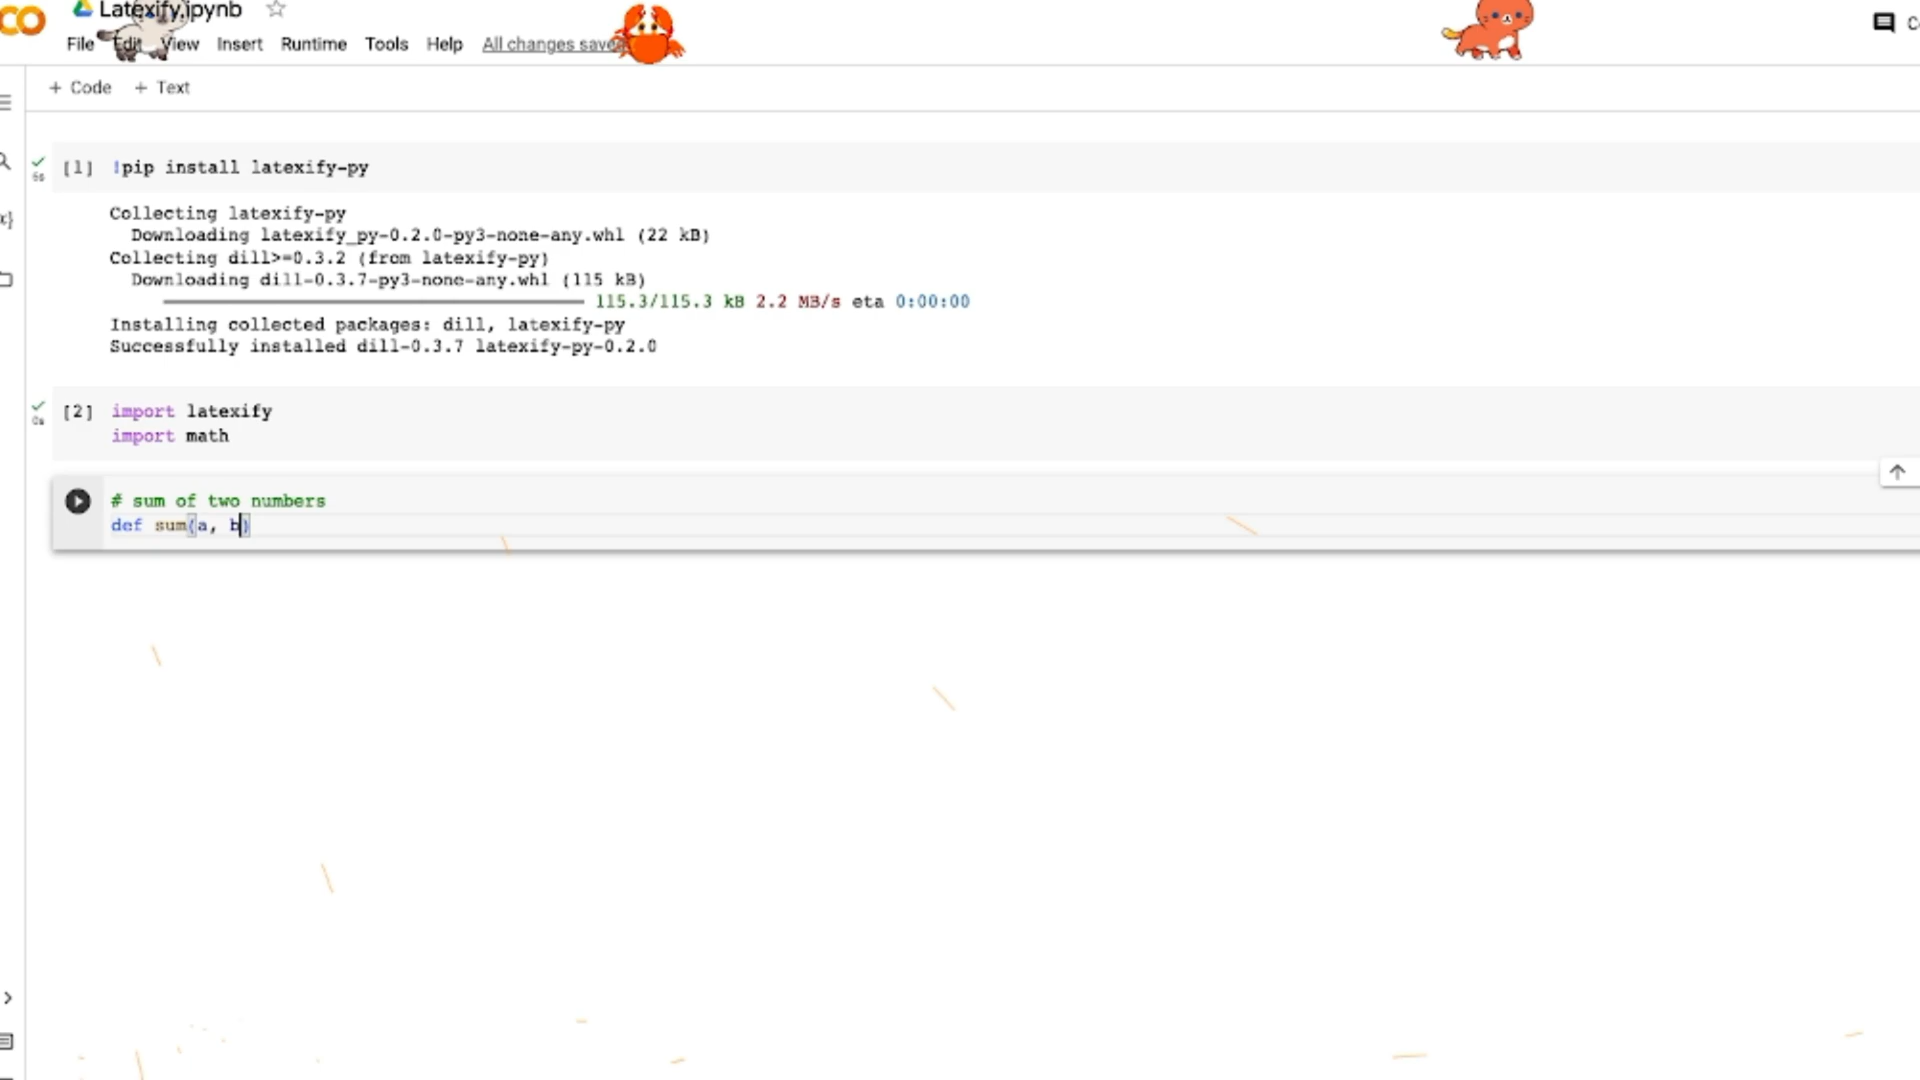 CO
Latexify.ipynb
File Edit View Insert Runtime Tools Help All changes saved
+ Code + Text
[1] !pip install latexify-py
6s
Collecting latexify-py
Downloading latexify_py-0.2.0-py3-none-any.whl (22 kB)
Collecting dill>=0.3.2 (from latexify-py)
Downloading dill-0.3.7-py3-none-any.whl (115 kB)
115.3/115.3 kB 2.2 MB/s eta 0:00:00
Installing collected packages: dill, latexify-py
Successfully installed dill-0.3.7 latexify-py-0.2.0
[2] import latexify
0s
import math
# sum of two numbers
def sum(a, b)